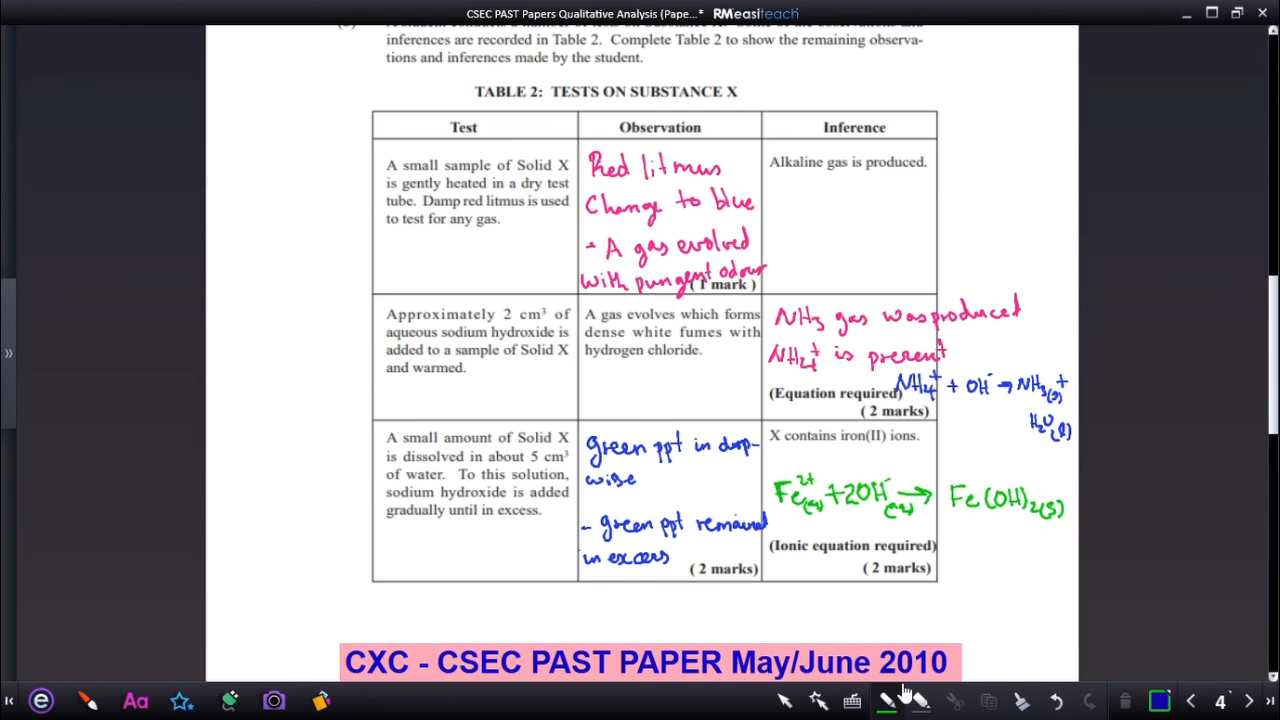 CSEC PAST Papers Qualitative Analysis (Pape...* RMeasiteach
inferences are recorded in Table 2. Complete Table 2 to show the remaining observa-
tions and inferences made by the student.
TABLE 2: TESTS ON SUBSTANCE X
Test Observation Inference
A small sample of Solid X
is gently heated in a dry test
tube. Damp red litmus is used
to test for any gas.
Red litmus
Change to blue
- A gas evolved
with pungent odour
( 1 mark )
Alkaline gas is produced.
Approximately 2 cm³ of
aqueous sodium hydroxide is
added to a sample of Solid X
and warmed.
A gas evolves which forms
dense white fumes with
hydrogen chloride.
NH3 gas was produced
NH4+ is present
(Equation required) NH4+ + OH- → NH3(g) +
H2O(l)
( 2 marks )
A small amount of Solid X
is dissolved in about 5 cm³
of water. To this solution,
sodium hydroxide is added
gradually until in excess.
green ppt in drop-
wise
- green ppt remained
in excess
( 2 marks)
X contains iron(II) ions.
Fe2+(aq) + 2OH-(aq) → Fe(OH)2(s)
(Ionic equation required)
( 2 marks)
CXC - CSEC PAST PAPER May/June 2010
e Aa 4